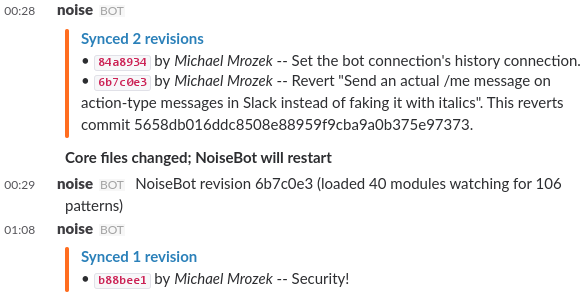 00:28 noise BOT
Synced 2 revisions
• 84a8934 by Michael Mrozek -- Set the bot connection's history connection.
• 6b7c0e3 by Michael Mrozek -- Revert "Send an actual /me message on
action-type messages in Slack instead of faking it with italics". This reverts
commit 5658db016ddc8508e88959f9cba9a0b375e97373.
Core files changed; NoiseBot will restart
00:29 noise BOT NoiseBot revision 6b7c0e3 (loaded 40 modules watching for 106
patterns)
01:08 noise BOT
Synced 1 revision
• b88bee1 by Michael Mrozek -- Security!